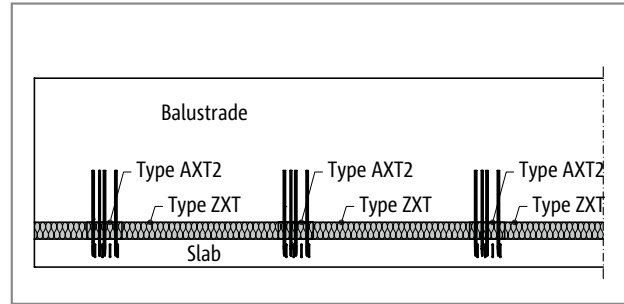 Balustrade
Type AXT2 Type AXT2 Type AXT2
Type ZXT Type ZXT Type ZXT
Slab